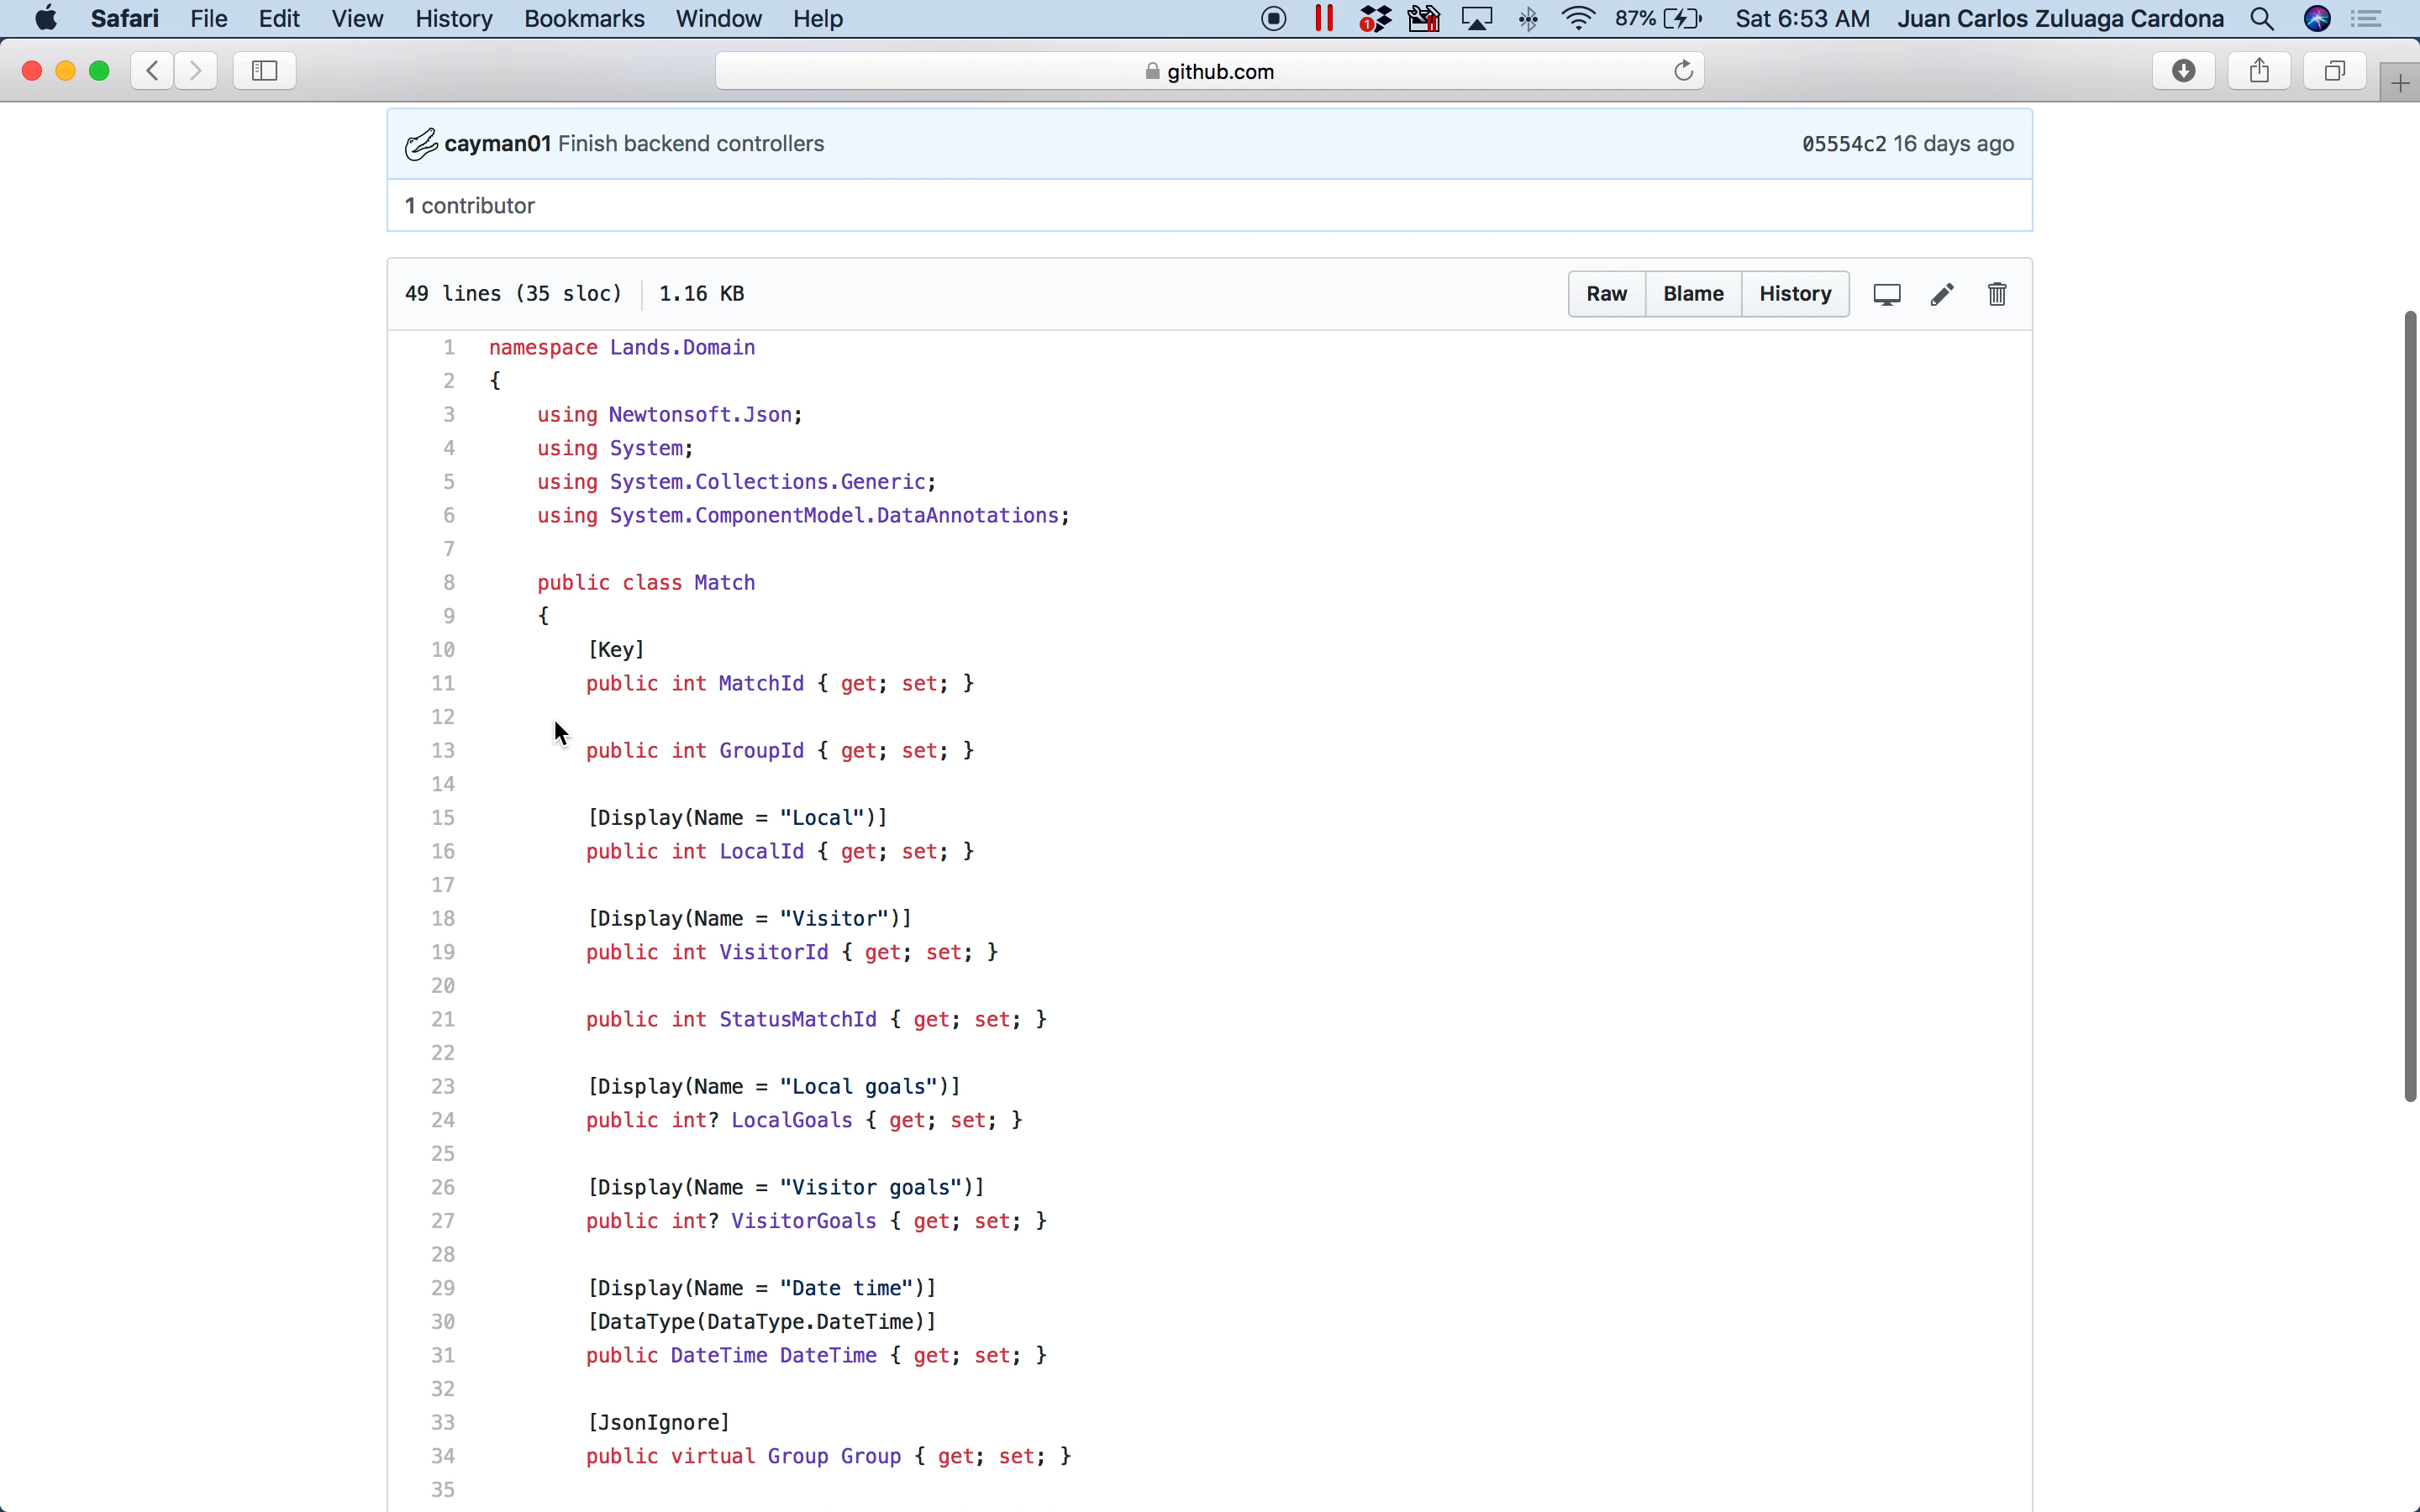 Safari File Edit View History Bookmarks Window Help 1 87% Sat 6:53 AM Juan Carlos Zuluaga Cardona
github.com
cayman01 Finish backend controllers 05554c2 16 days ago
1 contributor
49 lines (35 sloc) 1.16 KB Raw Blame History
1 namespace Lands.Domain
2 {
3 using Newtonsoft.Json;
4 using System;
5 using System.Collections.Generic;
6 using System.ComponentModel.DataAnnotations;
7
8 public class Match
9 {
10 [Key]
11 public int MatchId { get; set; }
12
13 public int GroupId { get; set; }
14
15 [Display(Name = "Local")]
16 public int LocalId { get; set; }
17
18 [Display(Name = "Visitor")]
19 public int VisitorId { get; set; }
20
21 public int StatusMatchId { get; set; }
22
23 [Display(Name = "Local goals")]
24 public int? LocalGoals { get; set; }
25
26 [Display(Name = "Visitor goals")]
27 public int? VisitorGoals { get; set; }
28
29 [Display(Name = "Date time")]
30 [DataType(DataType.DateTime)]
31 public DateTime DateTime { get; set; }
32
33 [JsonIgnore]
34 public virtual Group Group { get; set; }
35